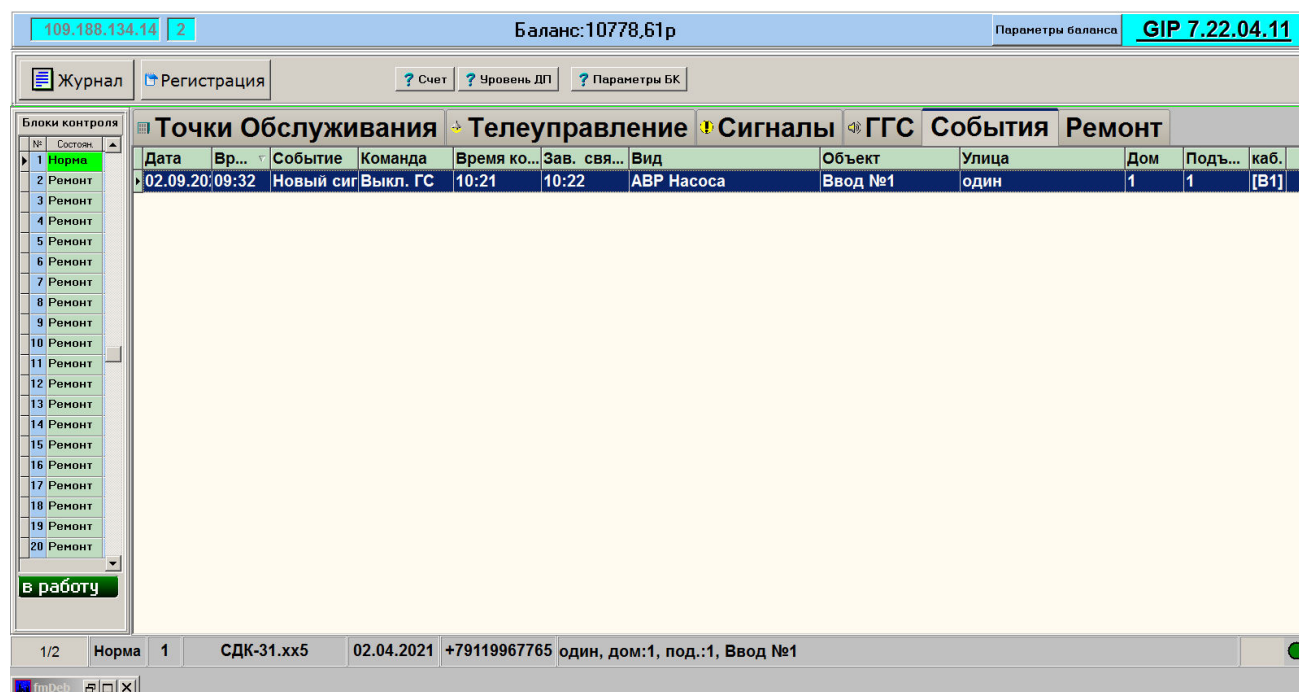 109.188.134.14 2 Баланс:10778,61р Параметры баланса GIP 7.22.04.11
Журнал Регистрация ? Счет ? Уровень ДП ? Параметры БК
Блоки контроля Точки Обслуживания Телеуправление Сигналы ГГС События Ремонт
№ Состоян.
Дата Вр... Событие Команда Время ко... Зав. свя... Вид Объект Улица Дом Подъ... каб.
02.09.20 09:32 Новый сиг Выкл. ГС 10:21 10:22 АВР Насоса Ввод №1 один 1 1 [В1]
1 Норма
2 Ремонт
3 Ремонт
4 Ремонт
5 Ремонт
6 Ремонт
7 Ремонт
8 Ремонт
9 Ремонт
10 Ремонт
11 Ремонт
12 Ремонт
13 Ремонт
14 Ремонт
15 Ремонт
16 Ремонт
17 Ремонт
18 Ремонт
19 Ремонт
20 Ремонт
в работу
1/2 Норма 1 СДК-31.xx5 02.04.2021 +79119967765 один, дом:1, под.:1, Ввод №1
fmDeb